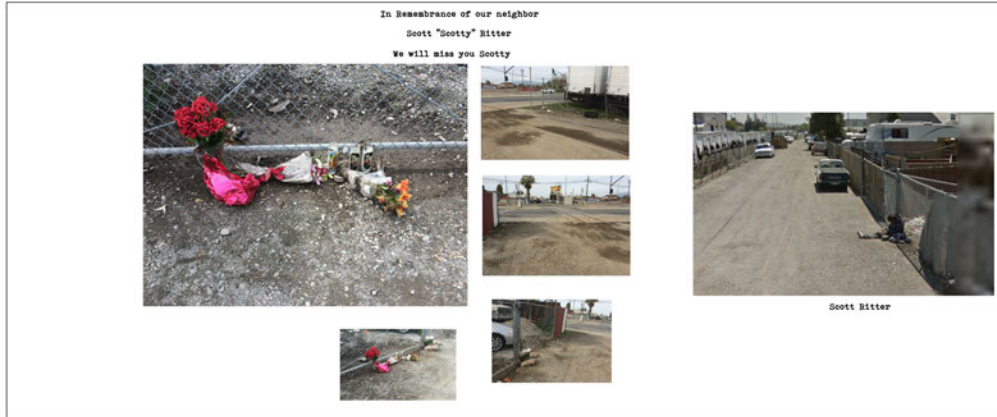 In Remembrance of our neighbor
Scott "Scotty" Ritter
We will miss you Scotty
Scott Ritter